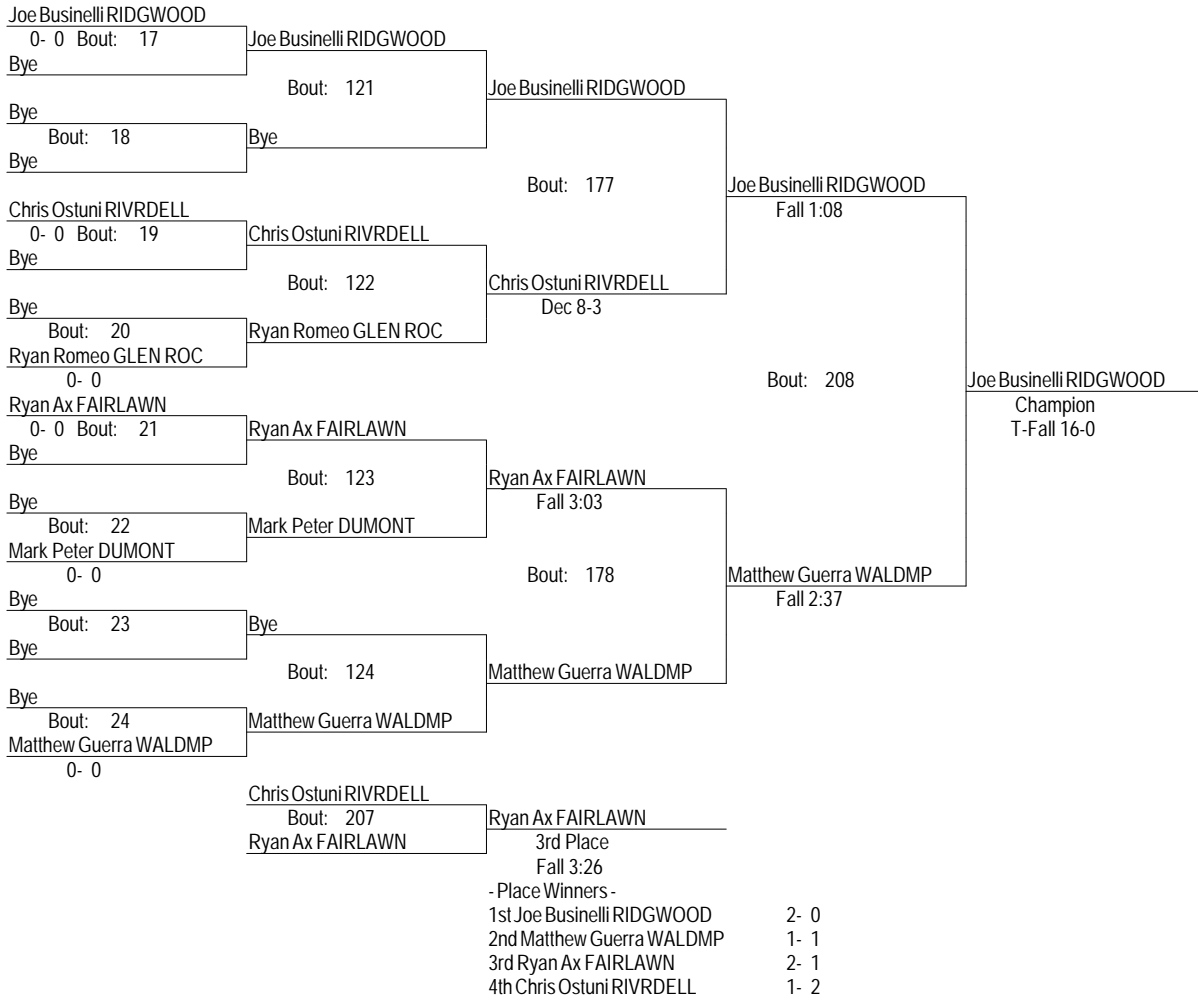 Joe Businelli RIDGWOOD
0- 0 Bout: 17
Bye
Joe Businelli RIDGWOOD
Bout: 121
Bye
Bout: 18
Bye
Bye
Joe Businelli RIDGWOOD
Bout: 177
Chris Ostuni RIVRDELL
0- 0 Bout: 19
Bye
Chris Ostuni RIVRDELL
Bout: 122
Bye
Bout: 20
Ryan Romeo GLEN ROC
0- 0
Ryan Romeo GLEN ROC
Chris Ostuni RIVRDELL
Dec 8-3
Joe Businelli RIDGWOOD
Fall 1:08
Bout: 208
Ryan Ax FAIRLAWN
0- 0 Bout: 21
Bye
Ryan Ax FAIRLAWN
Bout: 123
Bye
Bout: 22
Mark Peter DUMONT
0- 0
Mark Peter DUMONT
Ryan Ax FAIRLAWN
Fall 3:03
Bout: 178
Bye
Bout: 23
Bye
Bye
Bout: 124
Bye
Bout: 24
Matthew Guerra WALDMP
0- 0
Matthew Guerra WALDMP
Matthew Guerra WALDMP
Matthew Guerra WALDMP
Fall 2:37
Joe Businelli RIDGWOOD
Champion
T-Fall 16-0
Chris Ostuni RIVRDELL
Bout: 207
Ryan Ax FAIRLAWN
Ryan Ax FAIRLAWN
3rd Place
Fall 3:26
- Place Winners -
1st Joe Businelli RIDGWOOD 2- 0
2nd Matthew Guerra WALDMP 1- 1
3rd Ryan Ax FAIRLAWN 2- 1
4th Chris Ostuni RIVRDELL 1- 2